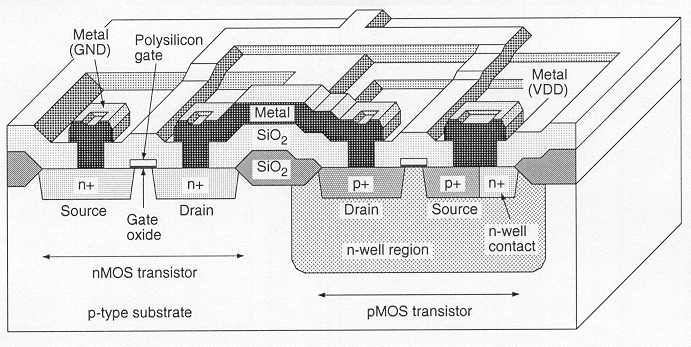 Metal
(GND)
Polysilicon
gate
Metal
(VDD)
Metal
SiO2
SiO2
n+
n+
p+
p+
n+
Source
Gate
oxide
Drain
Drain
Source
n-well
contact
n-well region
nMOS transistor
pMOS transistor
p-type substrate